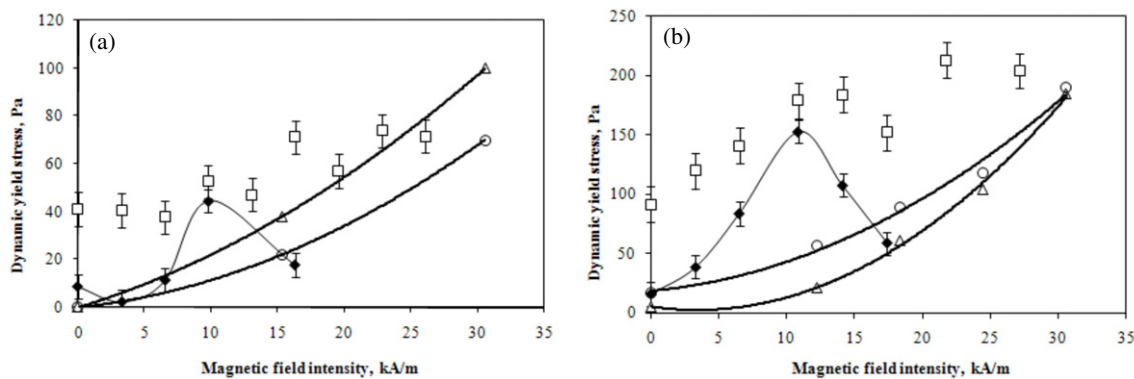 (a)
Dynamic yield stress, Pa
120
100
80
60
40
20
0
0 5 10 15 20 25 30 35
Magnetic field intensity, kA/m
(b)
Dynamic yield stress, Pa
250
200
150
100
50
0
0 5 10 15 20 25 30 35
Magnetic field intensity, kA/m